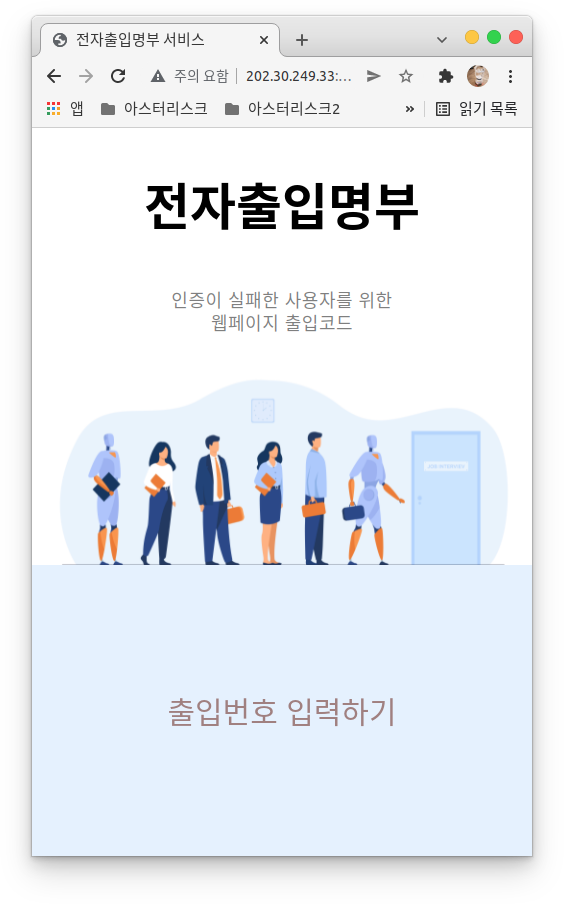 전자출입명부 서비스
주의 요함
202.30.249.33:...
앱
아스터리스크
아스터리스크2
»
읽기 목록
전자출입명부
인증이 실패한 사용자를 위한
웹페이지 출입코드
JOB INTERVIEW
출입번호 입력하기